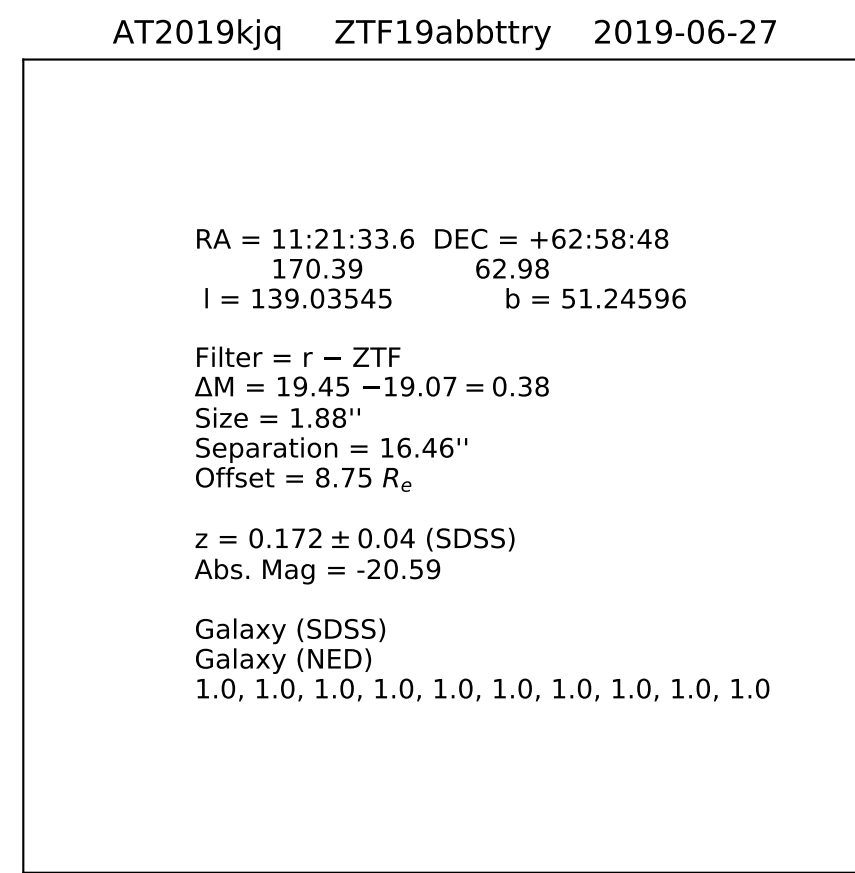 AT2019kjq ZTF19abbttry 2019-06-27
RA = 11:21:33.6 DEC = +62:58:48
170.39 62.98
l = 139.03545 b = 51.24596
Filter = r − ZTF
ΔM = 19.45 −19.07 = 0.38
Size = 1.88''
Separation = 16.46''
Offset = 8.75 Re
z = 0.172 ± 0.04 (SDSS)
Abs. Mag = -20.59
Galaxy (SDSS)
Galaxy (NED)
1.0, 1.0, 1.0, 1.0, 1.0, 1.0, 1.0, 1.0, 1.0, 1.0